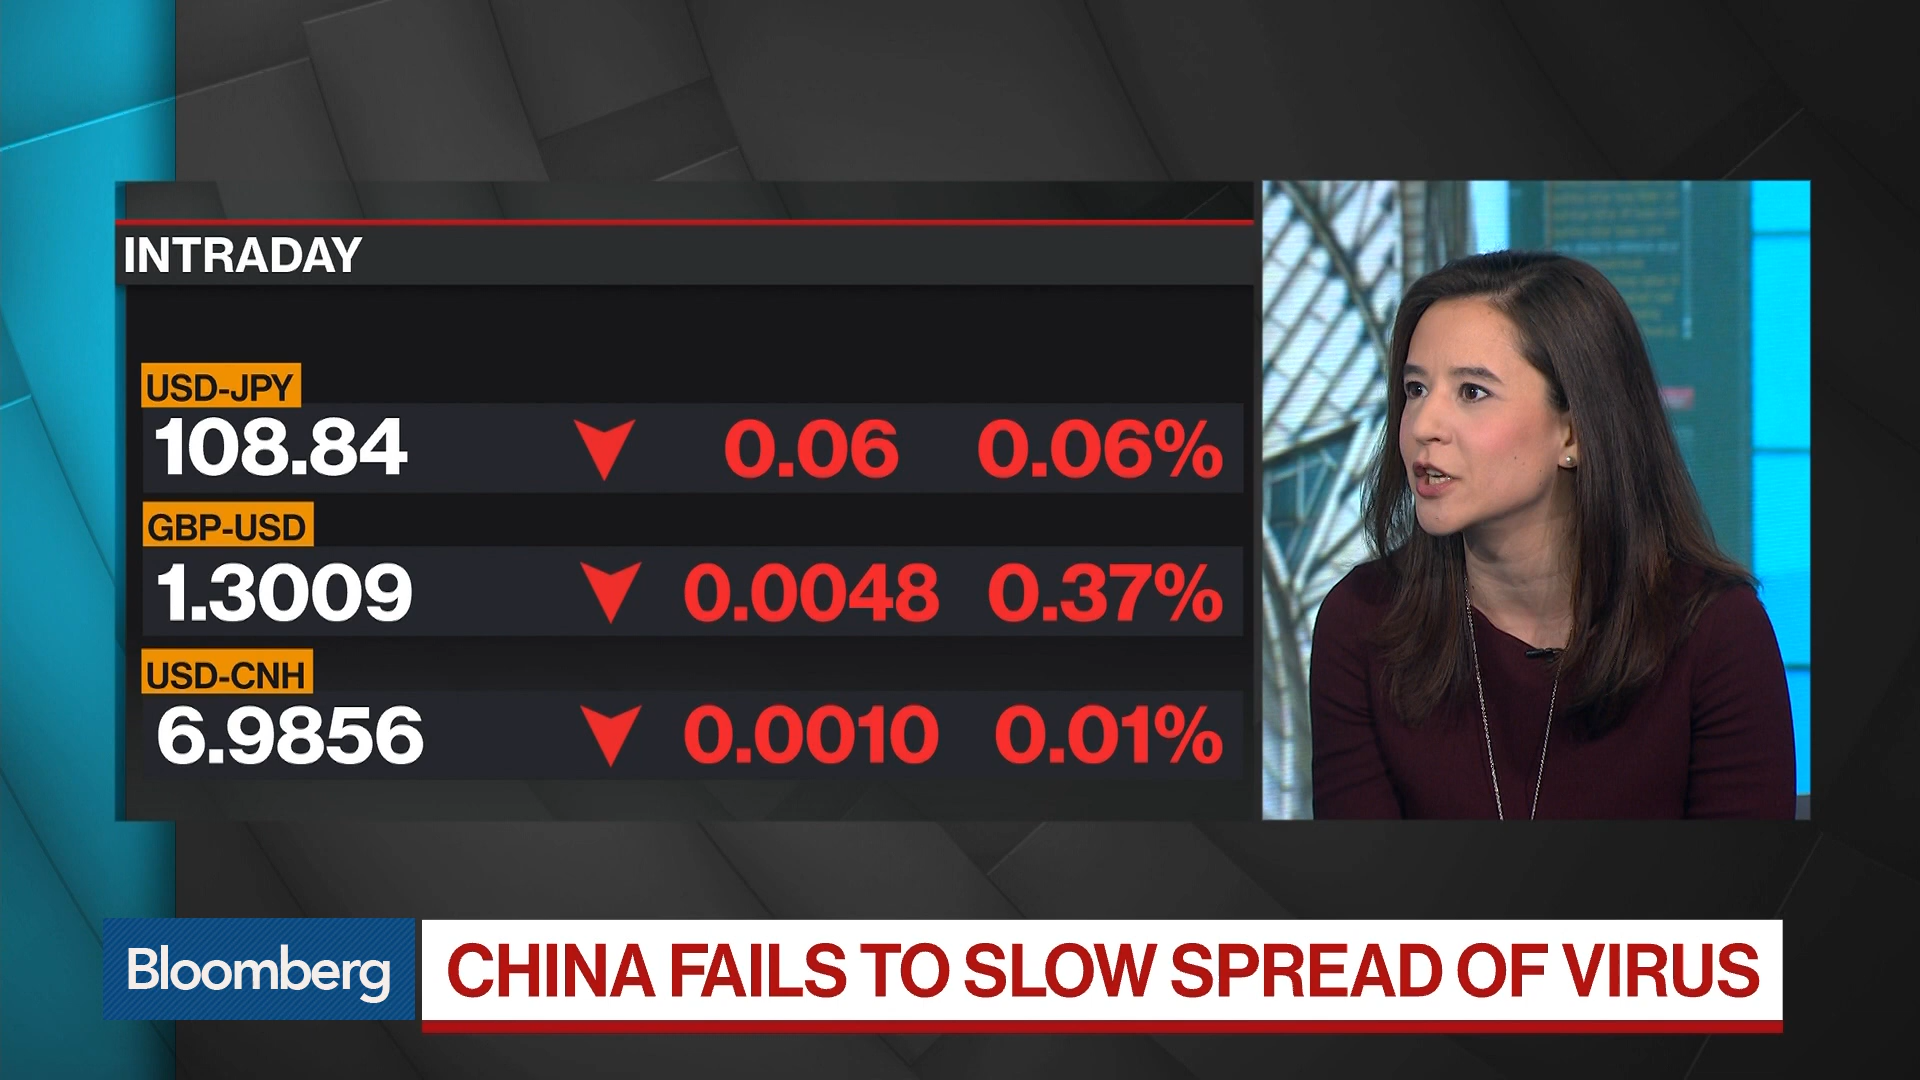 INTRADAY
USD-JPY
108.84 0.06 0.06%
GBP-USD
1.3009 0.0048 0.37%
USD-CNH
6.9856 0.0010 0.01%
Bloomberg
CHINA FAILS TO SLOW SPREAD OF VIRUS